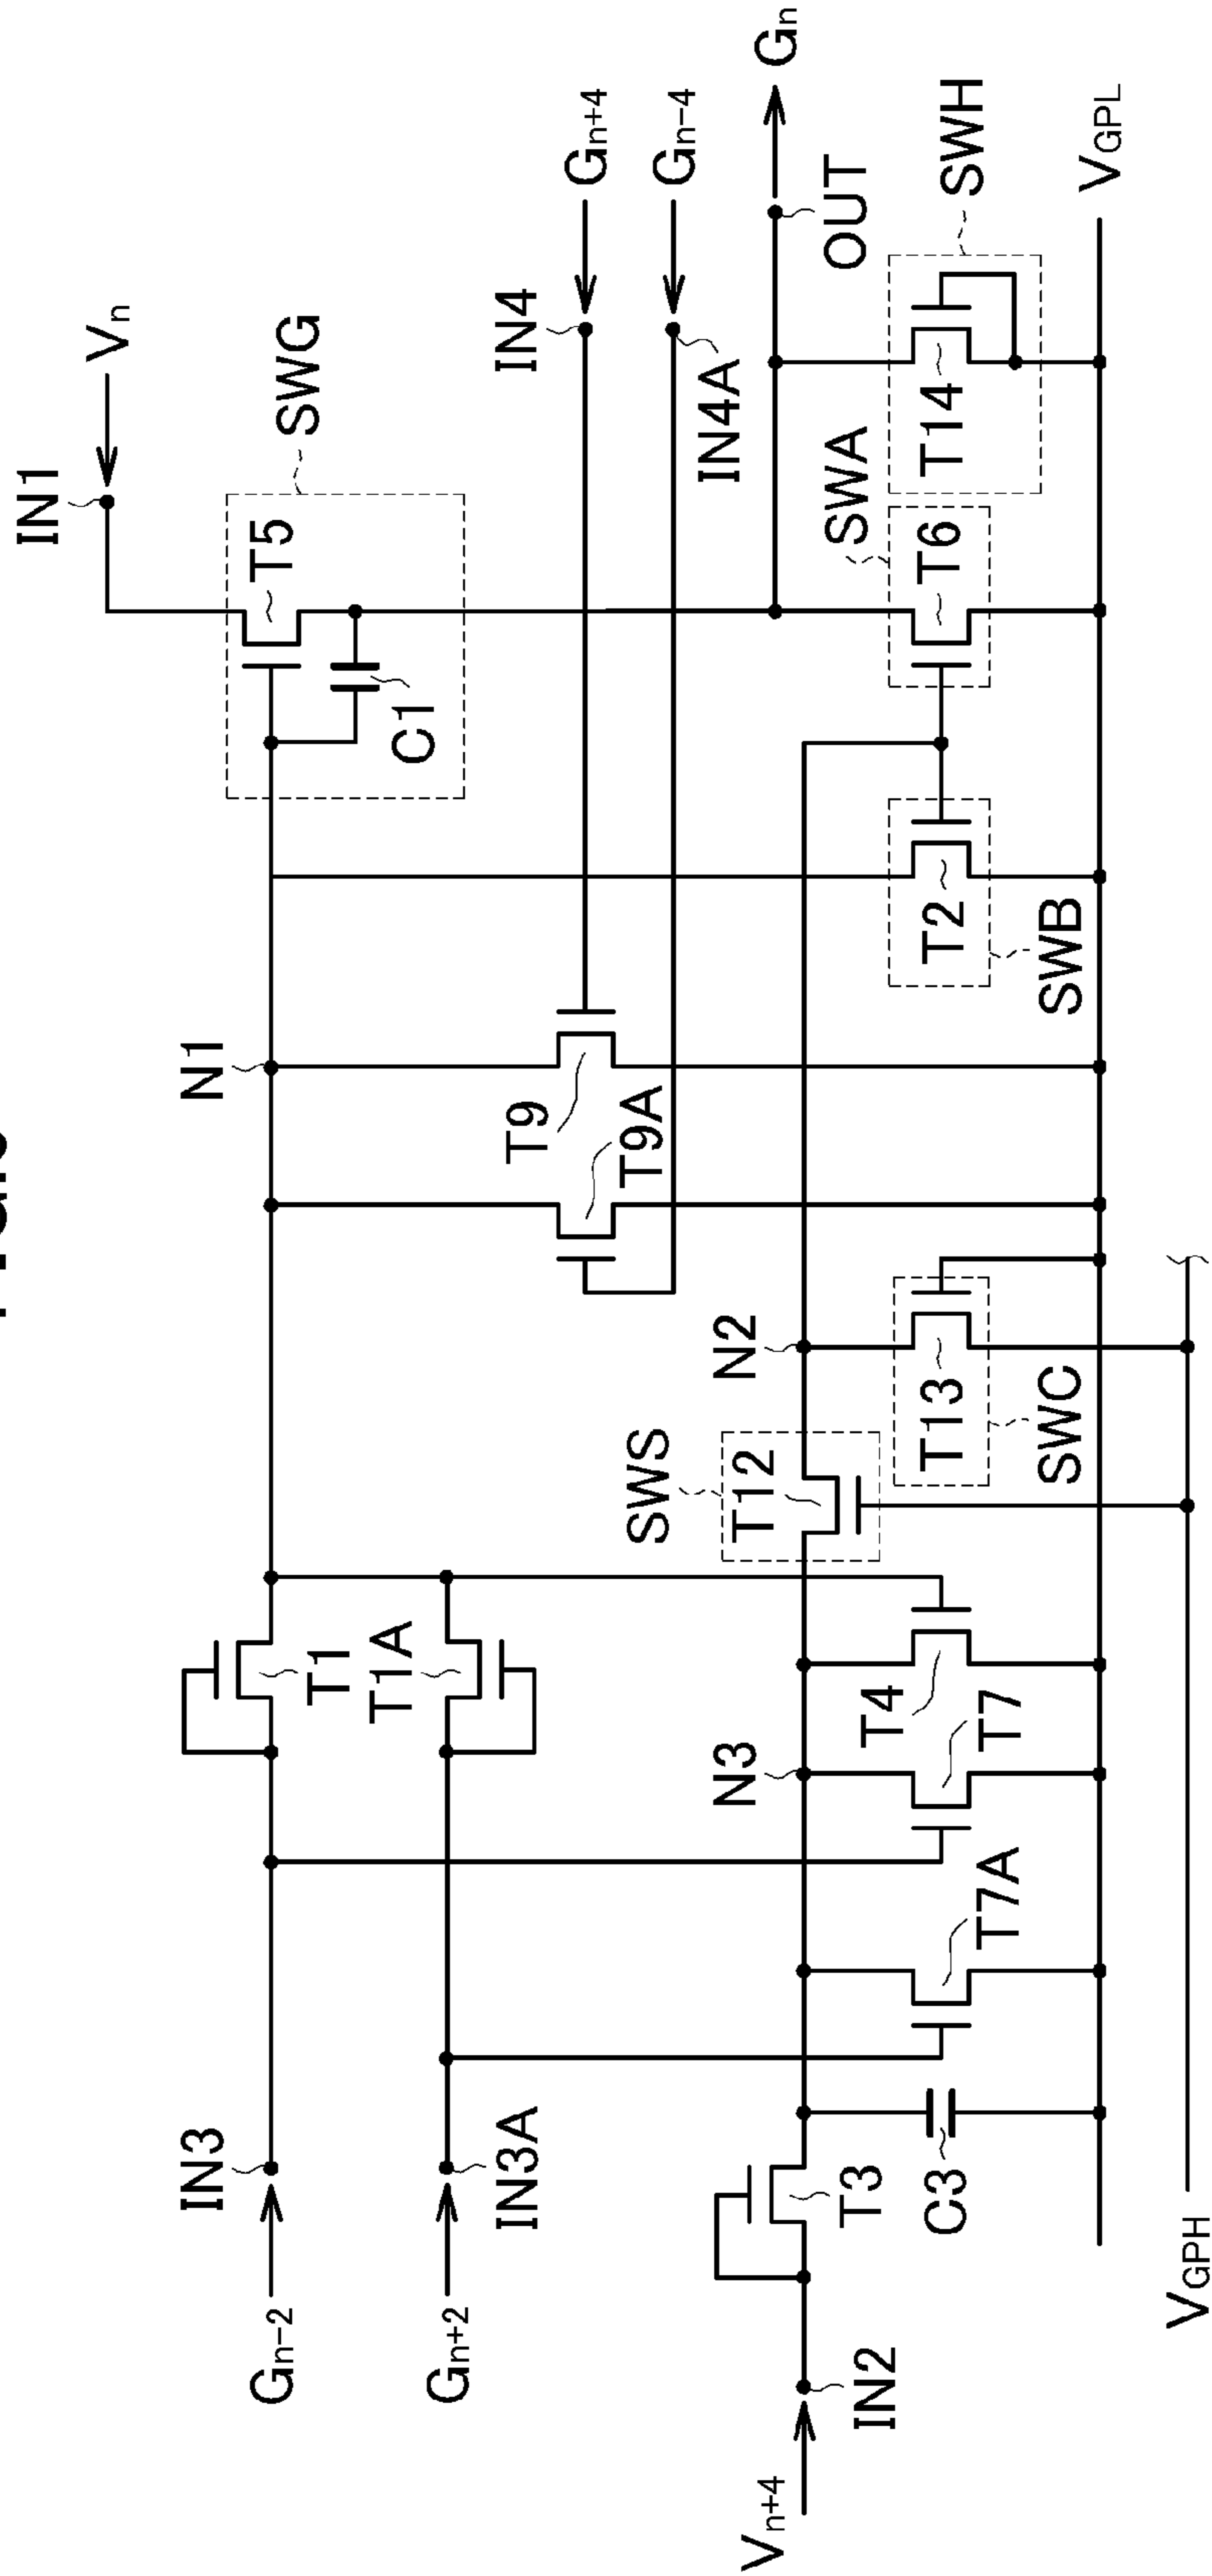 IN1
Vn
SWG
T5
C1
IN4
Gn+4
Gn−4
IN4A
Gn
OUT
SWH
T14
SWA
T6
VGPL
N1
T9
T9A
T2
SWB
N2
SWS
T12
T13
SWC
T1
T1A
N3
T4
T7
T7A
IN3
Gn−2
IN3A
Gn+2
T3
C3
IN2
Vn+4
VGPH